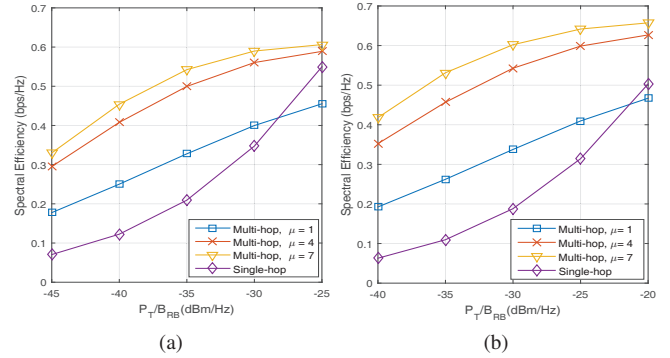 0.7
0.6
0.5
0.4
0.3
0.2
0.1
0
Spectral Efficiency (bps/Hz)
Multi-hop, μ = 1
Multi-hop, μ = 4
Multi-hop, μ = 7
Single-hop
-45 -40 -35 -30 -25
P_T/B_RB(dBm/Hz)
(a)
0.7
0.6
0.5
0.4
0.3
0.2
0.1
0
Spectral Efficiency (bps/Hz)
Multi-hop, μ = 1
Multi-hop, μ = 4
Multi-hop, μ = 7
Single-hop
-40 -35 -30 -25 -20
P_T/B_RB(dBm/Hz)
(b)